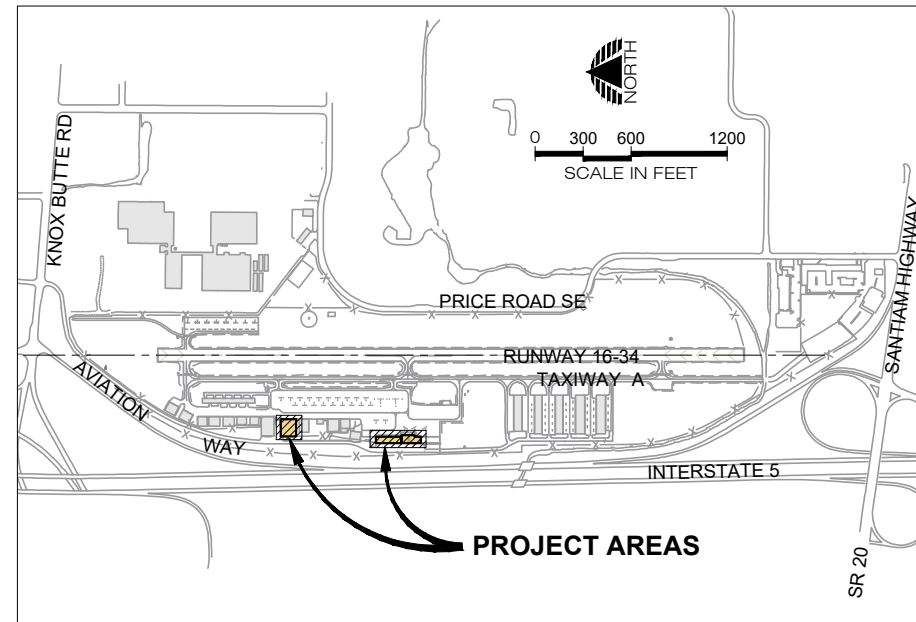 KNOX BUTTE RD
NORTH
0 300 600 1200
SCALE IN FEET
SANTIAM HIGHWAY
PRICE ROAD SE
RUNWAY 16-34
TAXIWAY A
AVIATION
WAY
INTERSTATE 5
PROJECT AREAS
SR 20